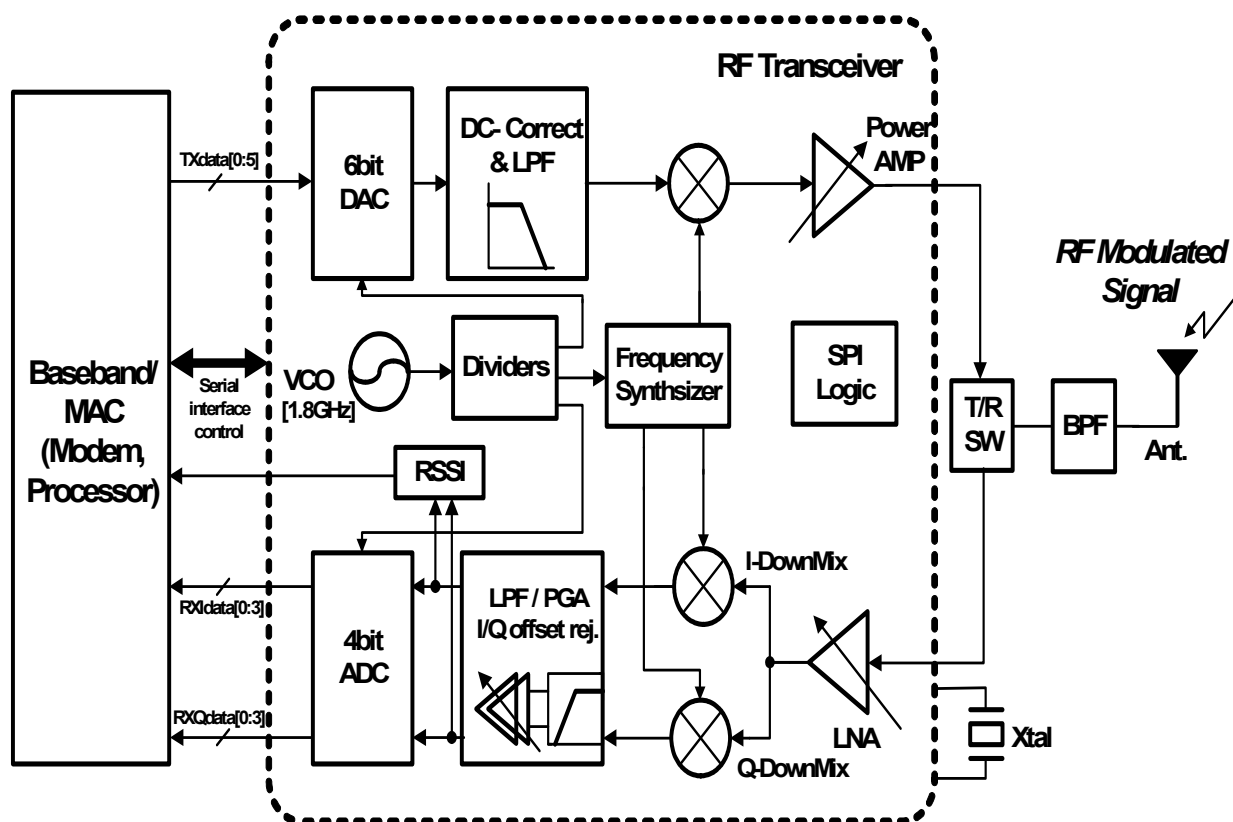 RF Transceiver
TXdata[0:5]
6bit
DAC
DC- Correct
& LPF
Power
AMP
RF Modulated
Signal
Baseband/
MAC
(Modem,
Processor)
Serial
interface
control
VCO
[1.8GHz]
Dividers
Frequency
Synthsizer
SPI
Logic
T/R
SW
BPF
Ant.
RSSI
RXIdata[0:3]
4bit
ADC
LPF / PGA
I/Q offset rej.
I-DownMix
RXQdata[0:3]
Q-DownMix
LNA
Xtal